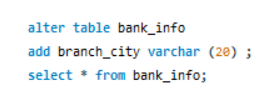 alter table bank_info
add branch_city varchar (20) ;
select * from bank_info;